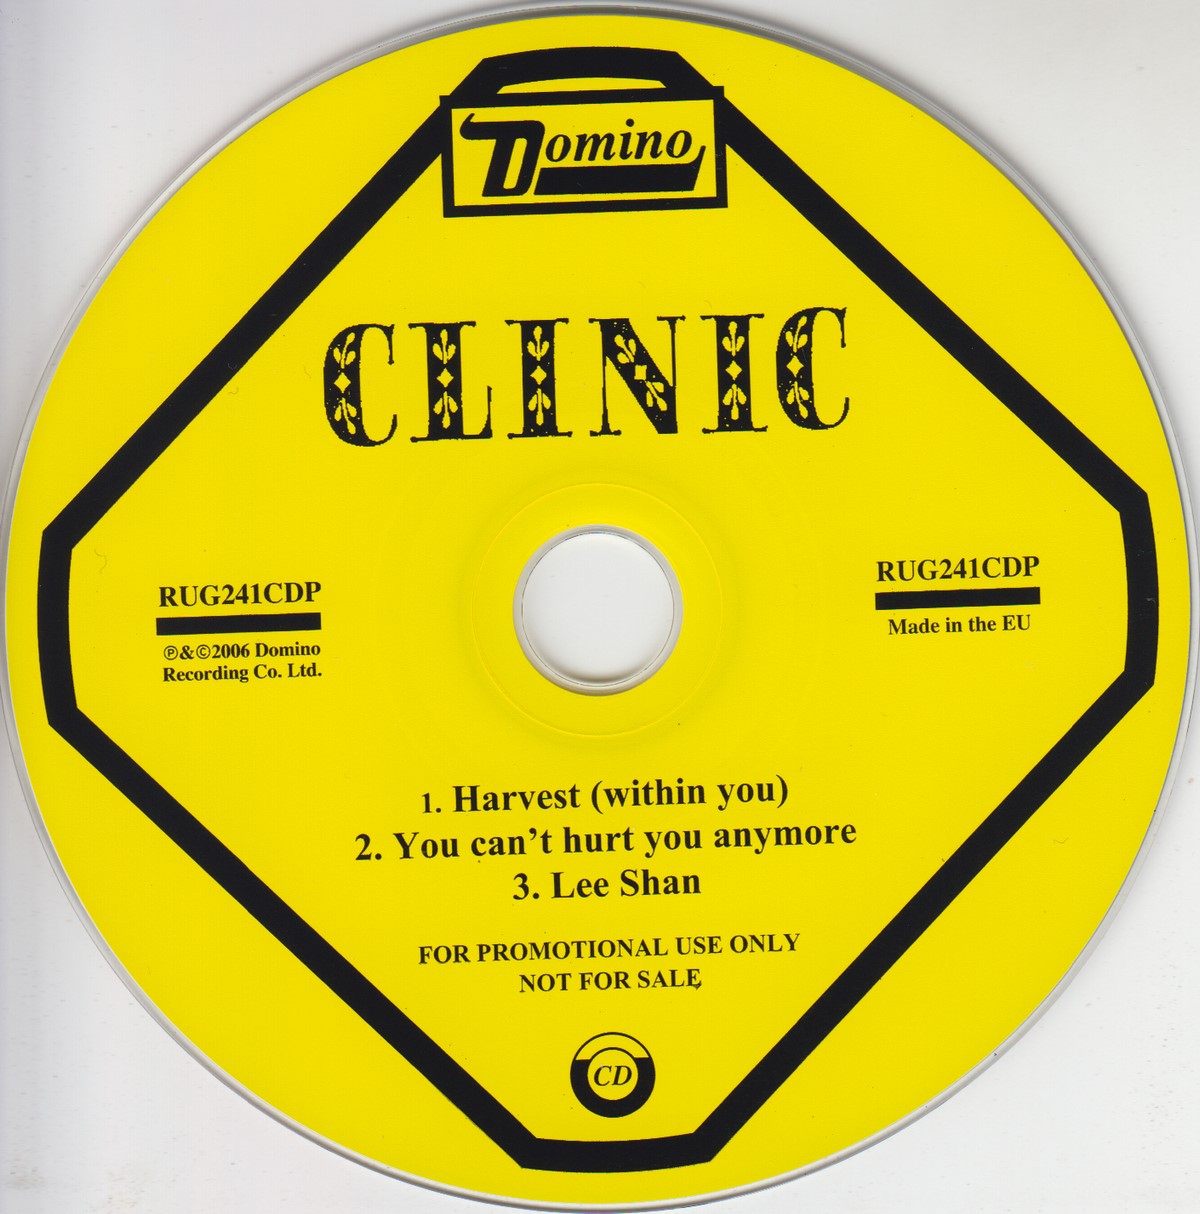 Domino
CLINIC
RUG241CDP
℗&©2006 Domino
Recording Co. Ltd.
RUG241CDP
Made in the EU
1. Harvest (within you)
2. You can’t hurt you anymore
3. Lee Shan
FOR PROMOTIONAL USE ONLY
NOT FOR SALE
CD